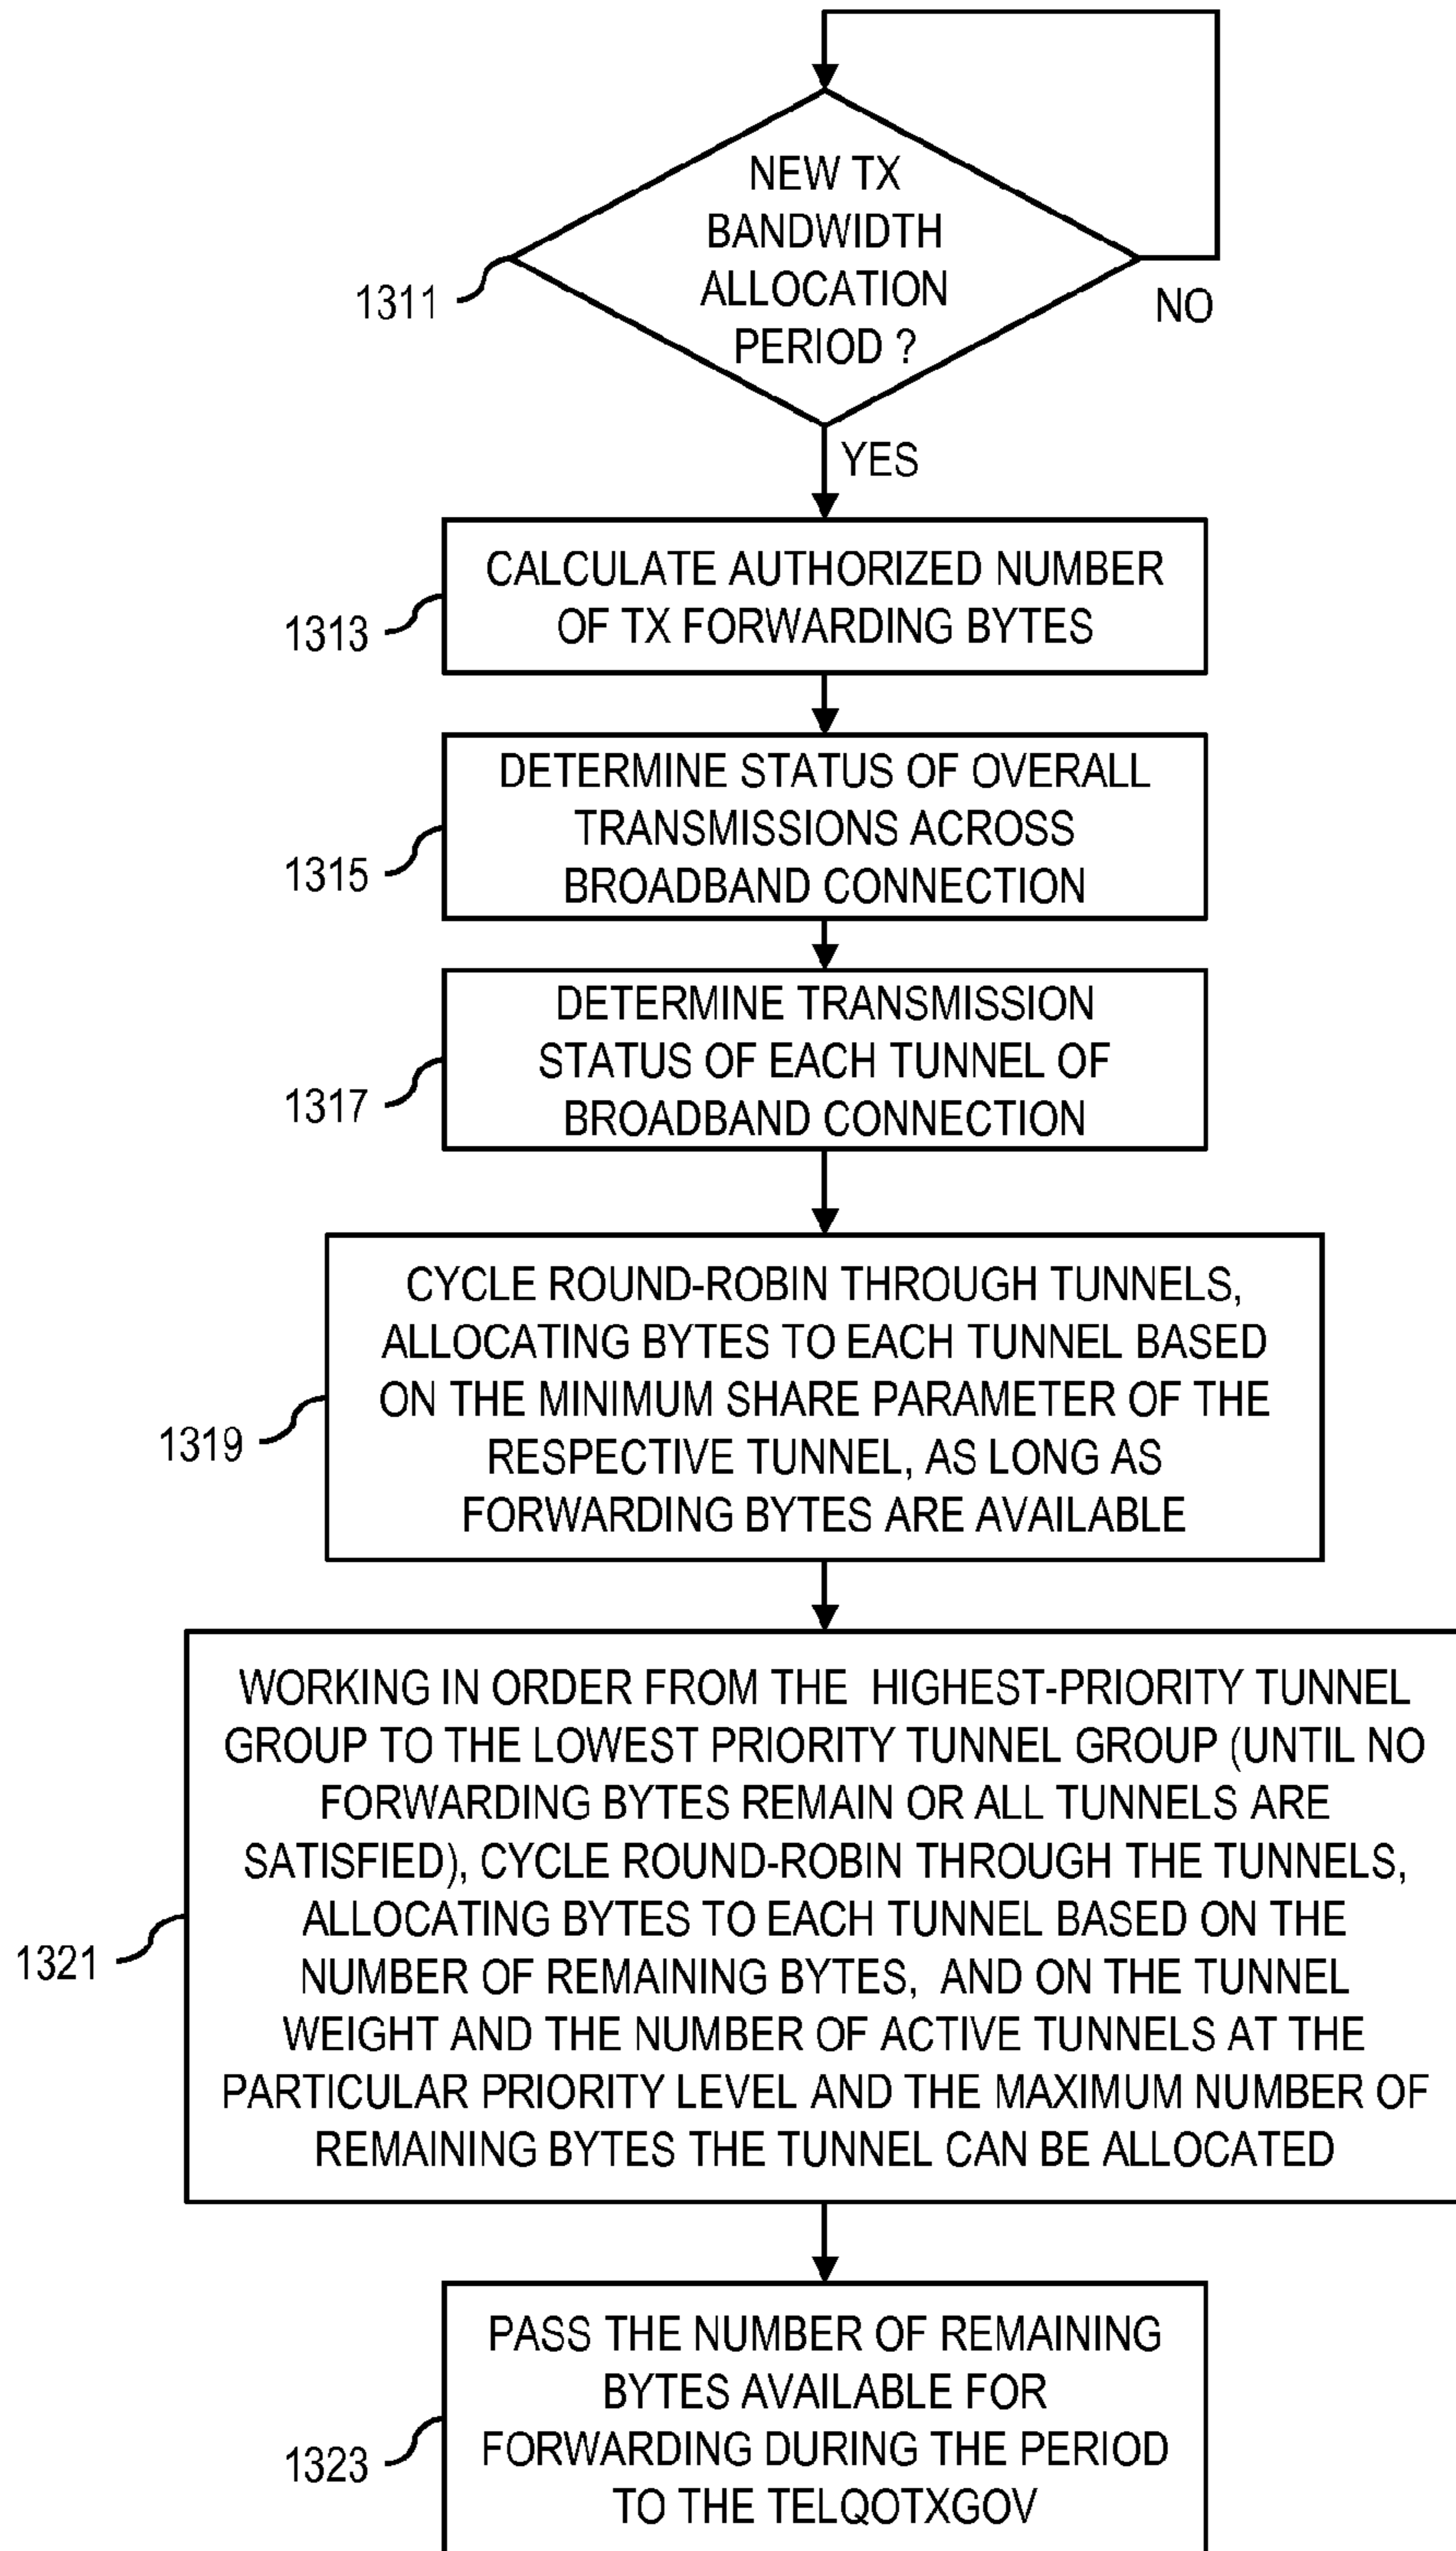 NEW TX
BANDWIDTH
ALLOCATION
PERIOD ?
1311
NO
YES
CALCULATE AUTHORIZED NUMBER
OF TX FORWARDING BYTES
1313
DETERMINE STATUS OF OVERALL
TRANSMISSIONS ACROSS
BROADBAND CONNECTION
1315
DETERMINE TRANSMISSION
STATUS OF EACH TUNNEL OF
BROADBAND CONNECTION
1317
CYCLE ROUND-ROBIN THROUGH TUNNELS,
ALLOCATING BYTES TO EACH TUNNEL BASED
ON THE MINIMUM SHARE PARAMETER OF THE
RESPECTIVE TUNNEL, AS LONG AS
FORWARDING BYTES ARE AVAILABLE
1319
WORKING IN ORDER FROM THE HIGHEST-PRIORITY TUNNEL
GROUP TO THE LOWEST PRIORITY TUNNEL GROUP (UNTIL NO
FORWARDING BYTES REMAIN OR ALL TUNNELS ARE
SATISFIED), CYCLE ROUND-ROBIN THROUGH THE TUNNELS,
ALLOCATING BYTES TO EACH TUNNEL BASED ON THE
NUMBER OF REMAINING BYTES, AND ON THE TUNNEL
WEIGHT AND THE NUMBER OF ACTIVE TUNNELS AT THE
PARTICULAR PRIORITY LEVEL AND THE MAXIMUM NUMBER OF
REMAINING BYTES THE TUNNEL CAN BE ALLOCATED
1321
PASS THE NUMBER OF REMAINING
BYTES AVAILABLE FOR
FORWARDING DURING THE PERIOD
TO THE TELQOTXGOV
1323